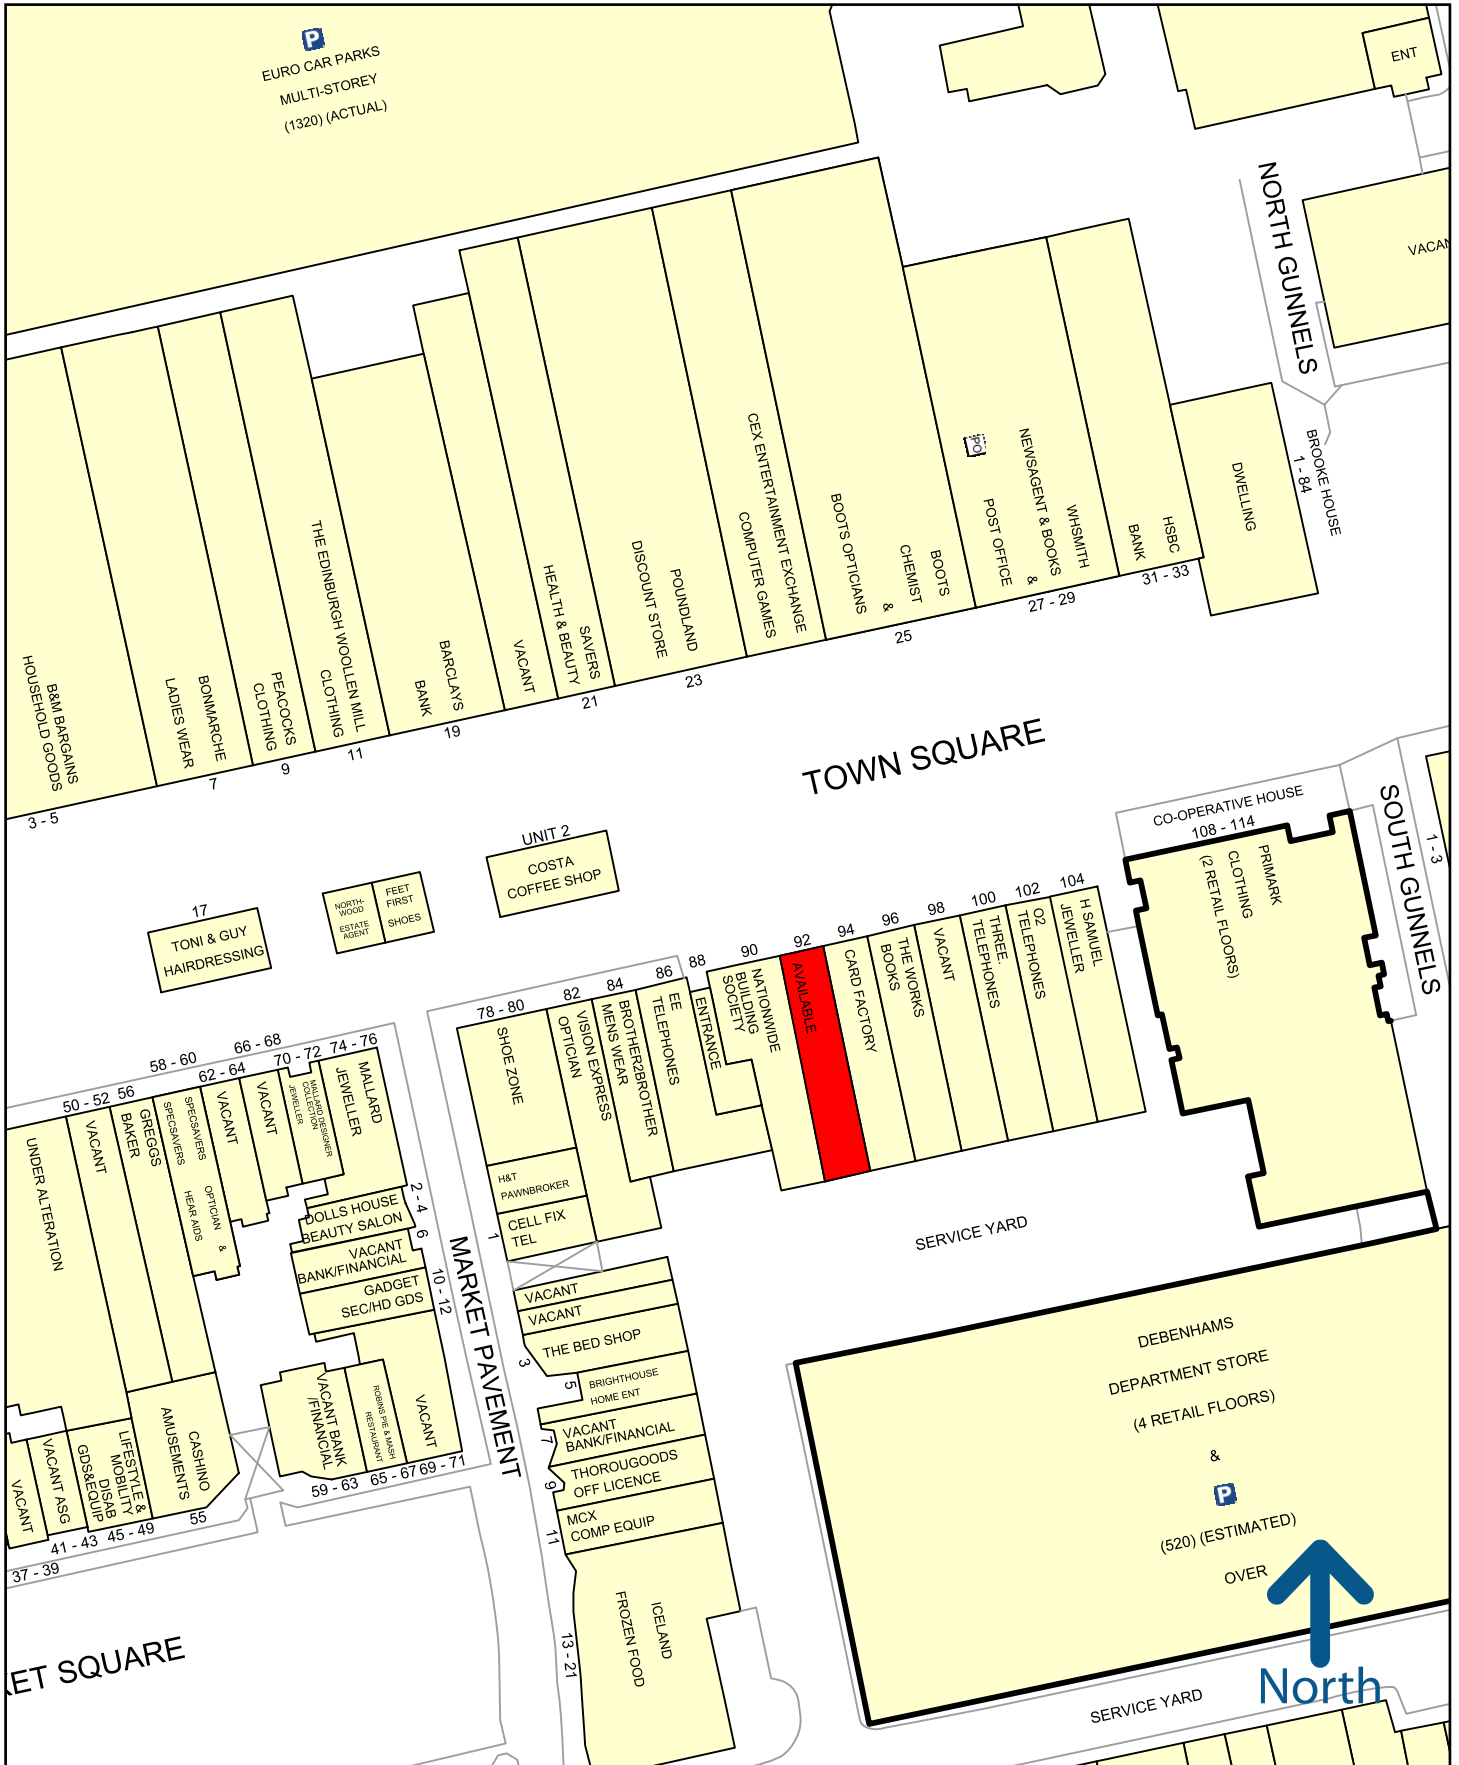 P
EURO CAR PARKS
MULTI-STOREY
(1320) (ACTUAL)
ENT
NORTH GUNNELS
BROOKE HOUSE
1 - 84
DWELLING
HOUSEHOLD GOODS
B&M BARGAINS
3 - 5
LADIES WEAR
BONMARCHE
7
CLOTHING
PEACOCKS
9
THE EDINBURGH WOOLLEN MILL
CLOTHING
11
BANK
BARCLAYS
19
VACANT
HEALTH & BEAUTY
SAVERS
21
DISCOUNT STORE
POUNDLAND
23
COMPUTER GAMES
CEX ENTERTAINMENT EXCHANGE
BOOTS OPTICIANS
&
CHEMIST
BOOTS
25
PO
POST OFFICE
&
NEWSAGENT & BOOKS
WHSMITH
27 - 29
BANK
HSBC
31 - 33
TOWN SQUARE
UNIT 2
COSTA
COFFEE SHOP
17
TONI & GUY
HAIRDRESSING
NORTH-
WOOD
ESTATE
AGENT
FEET
FIRST
SHOES
CO-OPERATIVE HOUSE
108 - 114
PRIMARK
CLOTHING
(2 RETAIL FLOORS)
SOUTH GUNNELS
1 - 3
78 - 80
SHOE ZONE
82
VISION EXPRESS
OPTICIAN
84
BROTHER2BROTHER
MENS WEAR
86
EE
TELEPHONES
88
ENTRANCE
90
NATIONWIDE
BUILDING
SOCIETY
92
AVAILABLE
94
CARD FACTORY
96
THE WORKS
BOOKS
98
VACANT
100
THREE.
TELEPHONES
102
O2
TELEPHONES
104
H SAMUEL
JEWELLER
UNDER ALTERATION
50 - 52
VACANT
56
GREGGS
BAKER
58 - 60
SPECSAVERS
SPECSAVERS
OPTICIAN
&
HEAR AIDS
62 - 64
VACANT
66 - 68
VACANT
70 - 72
MALLARD DESIGNER
COLLECTION
JEWELLER
74 - 76
MALLARD
JEWELLER
2 - 4
DOLLS HOUSE
BEAUTY SALON
6
VACANT
BANK/FINANCIAL
10 - 12
GADGET
SEC/HD GDS
MARKET PAVEMENT
H&T
PAWNBROKER
CELL FIX
TEL
1
VACANT
VACANT
3
THE BED SHOP
5
BRIGHTHOUSE
HOME ENT
7
VACANT
BANK/FINANCIAL
9
THOROUGOODS
OFF LICENCE
11
MCX
COMP EQUIP
13 - 21
ICELAND
FROZEN FOOD
VACANT BANK
/FINANCIAL
59 - 63
ROBINS PIE & MASH
RESTAURANT
65 - 67
VACANT
69 - 71
CASHINO
AMUSEMENTS
55
LIFESTYLE &
MOBILITY
DISAB
GDS&EQUIP
45 - 49
VACANT ASG
41 - 43
VACANT
37 - 39
KET SQUARE
SERVICE YARD
DEBENHAMS
DEPARTMENT STORE
(4 RETAIL FLOORS)
&
P
(520) (ESTIMATED)
OVER
North
SERVICE YARD